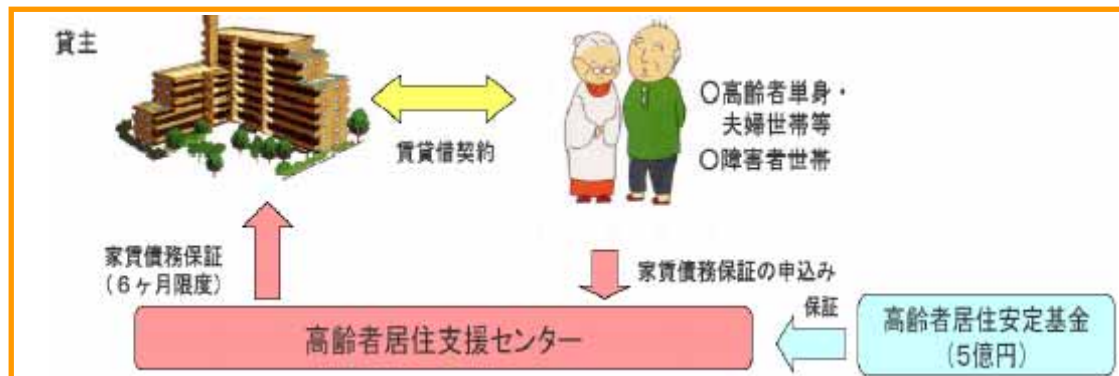 貸主
〇高齢者単身・
夫婦世帯等
〇障害者世帯
賃貸借契約
家賃債務保証
(6ヶ月限度)
家賃債務保証の申込み
保証
高齢者居住支援センター
高齢者居住安定基金
(5億円)